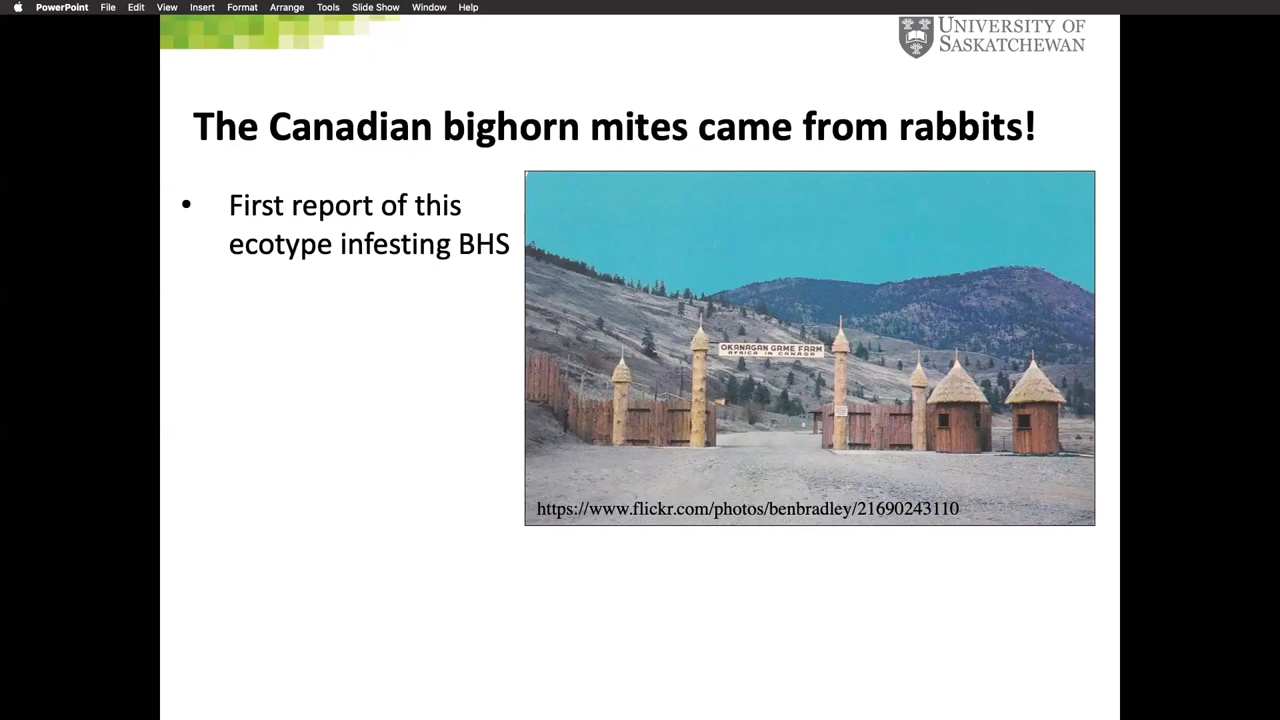 PowerPoint File Edit View Insert Format Arrange Tools Slide Show Window Help
UNIVERSITY OF
SASKATCHEWAN
The Canadian bighorn mites came from rabbits!
• First report of this
ecotype infesting BHS
OKANAGAN GAME FARM
AFRICA IN CANADA
https://www.flickr.com/photos/benbradley/21690243110